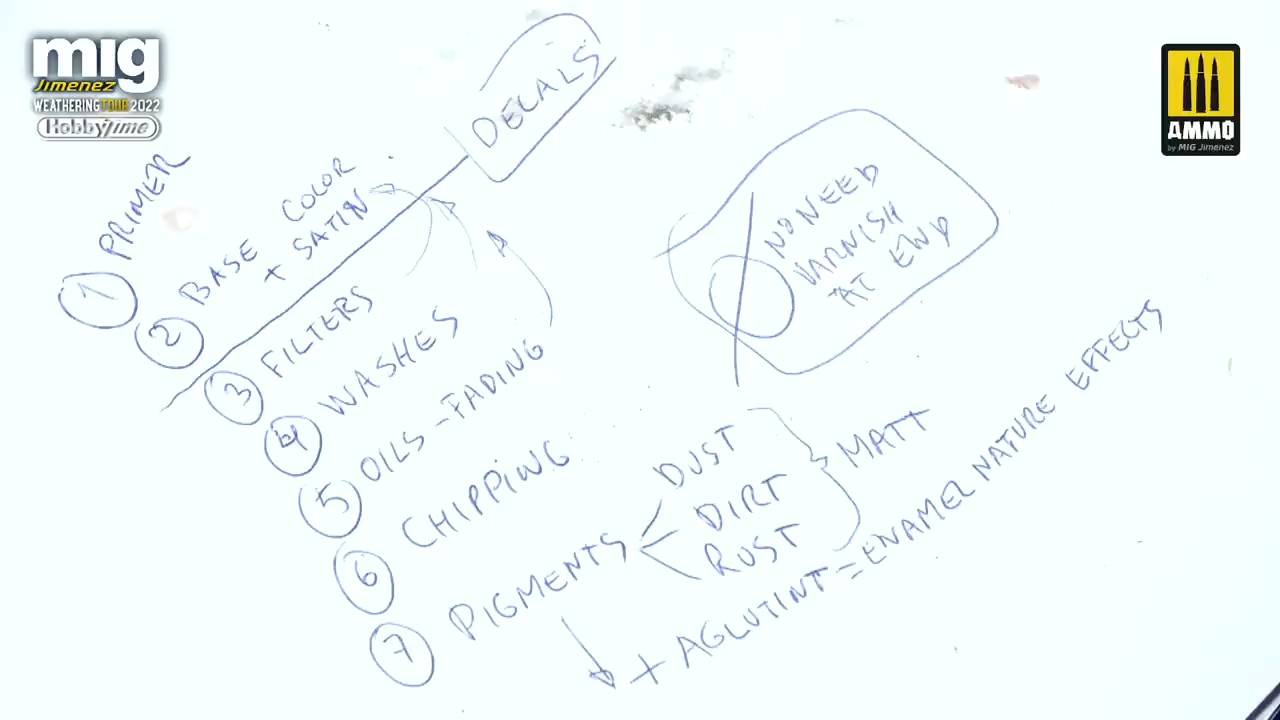 mig
Jimenez
WEATHERING TOUR 2022
HobbyTime
AMMO
by MIG Jimenez
DECALS
1 PRIMER
2 BASE COLOR
+ SATIN
3 FILTERS
4 WASHES
5 OILS - FADING
6 CHIPPING
7 PIGMENTS
DUST
DIRT
RUST
MATT
+ AGLUTINT = ENAMEL NATURE EFFECTS
NO NEED
VARNISH
AT END